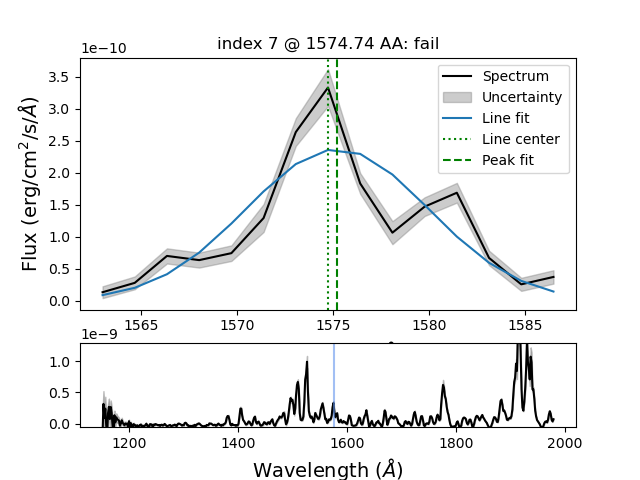 index 7 @ 1574.74 AA: fail
1e−10
Flux (erg/cm²/s/Å)
3.5
3.0
2.5
2.0
1.5
1.0
0.5
0.0
Spectrum
Uncertainty
Line fit
Line center
Peak fit
1565 1570 1575 1580 1585
1e−9
1.0
0.5
0.0
1200 1400 1600 1800 2000
Wavelength (Å)